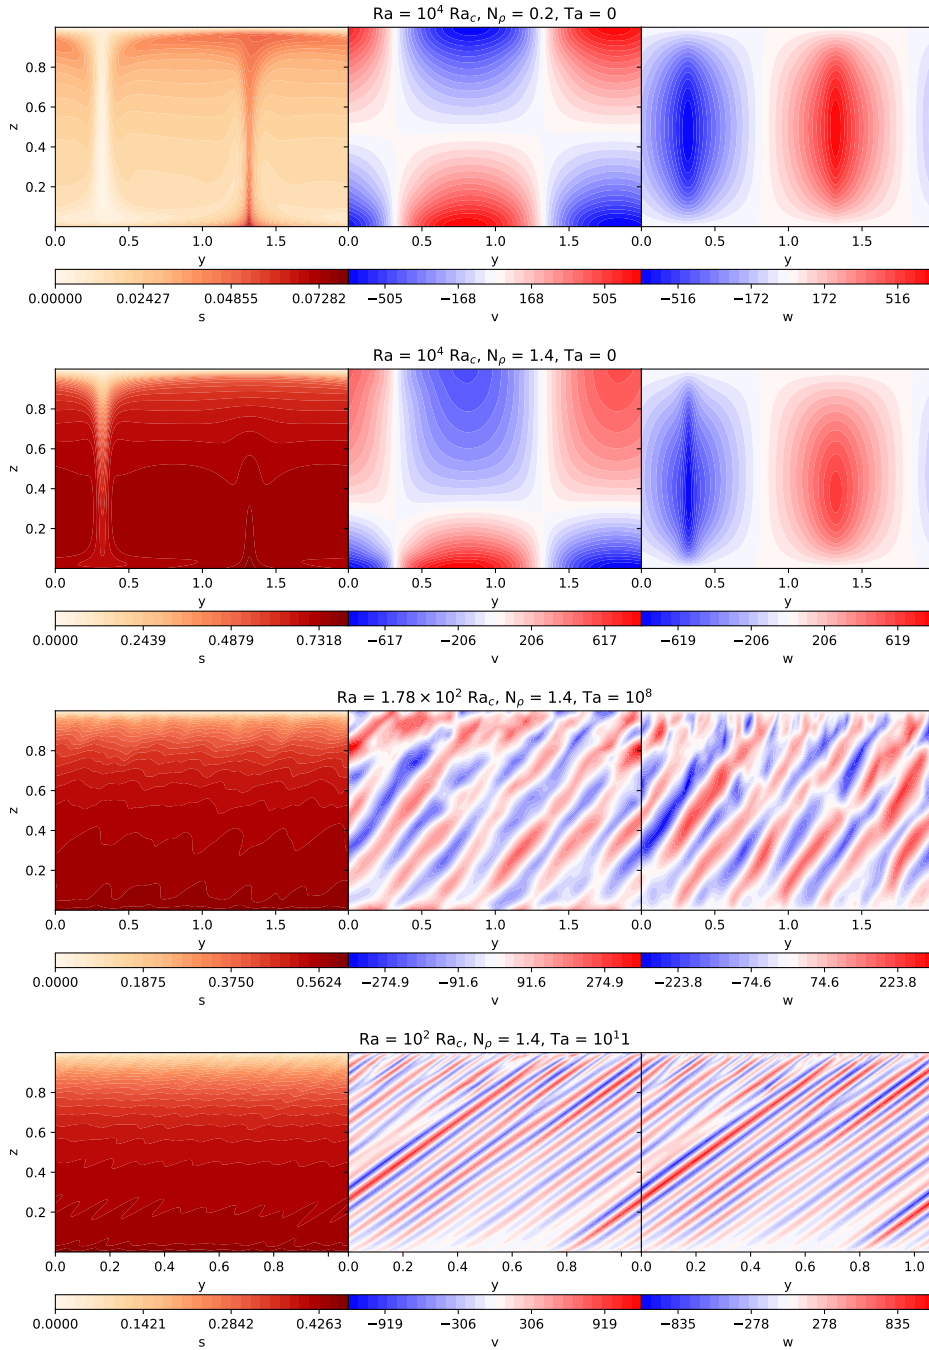 Ra = 10⁴ Ra_c, N_ρ = 0.2, Ta = 0
z
0.8
0.6
0.4
0.2
0.0 0.5 1.0 1.5 0.0 0.5 1.0 1.5 0.0 0.5 1.0 1.5
y y y
0.00000 0.02427 0.04855 0.07282 −505 −168 168 505 −516 −172 172 516
s v w
Ra = 10⁴ Ra_c, N_ρ = 1.4, Ta = 0
z
0.8
0.6
0.4
0.2
0.0 0.5 1.0 1.5 0.0 0.5 1.0 1.5 0.0 0.5 1.0 1.5
y y y
0.0000 0.2439 0.4879 0.7318 −617 −206 206 617 −619 −206 206 619
s v w
Ra = 1.78 × 10² Ra_c, N_ρ = 1.4, Ta = 10⁸
z
0.8
0.6
0.4
0.2
0.0 0.5 1.0 1.5 0.0 0.5 1.0 1.5 0.0 0.5 1.0 1.5
y y y
0.0000 0.1875 0.3750 0.5624 −274.9 −91.6 91.6 274.9 −223.8 −74.6 74.6 223.8
s v w
Ra = 10² Ra_c, N_ρ = 1.4, Ta = 10¹1
z
0.8
0.6
0.4
0.2
0.0 0.2 0.4 0.6 0.8 0.0 0.2 0.4 0.6 0.8 0.0 0.2 0.4 0.6 0.8 1.0
y y y
0.0000 0.1421 0.2842 0.4263 −919 −306 306 919 −835 −278 278 835
s v w